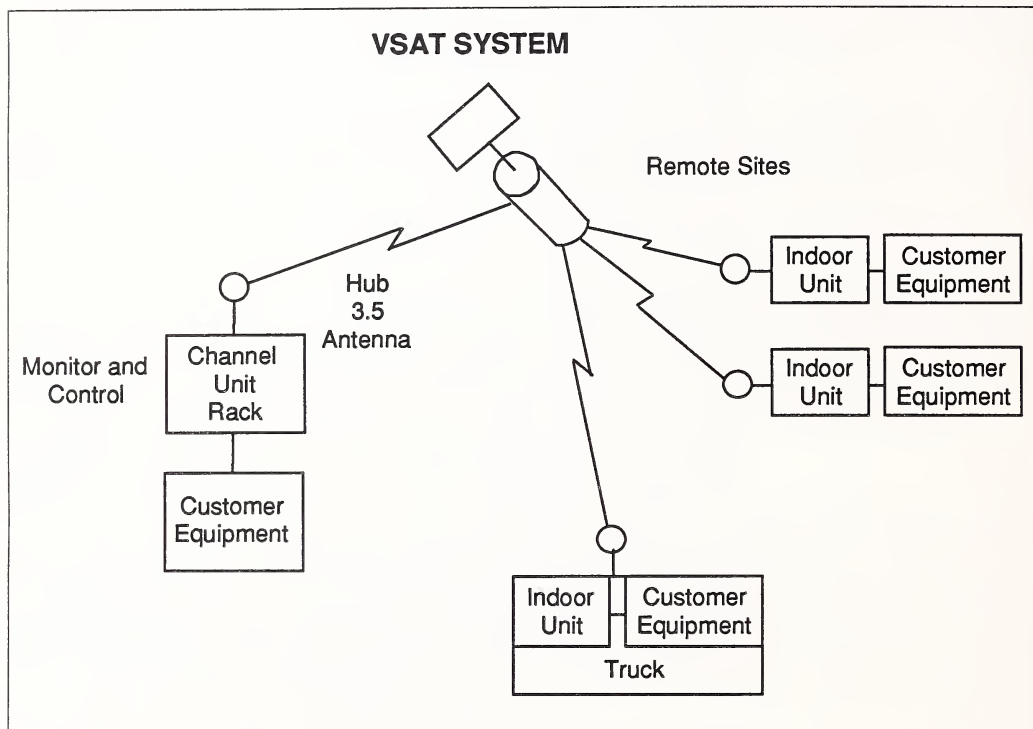 VSAT SYSTEM
Remote Sites
Indoor
Unit
Customer
Equipment
Hub
3.5
Antenna
Monitor and
Control
Channel
Unit
Rack
Indoor
Unit
Customer
Equipment
Customer
Equipment
Indoor
Unit
Customer
Equipment
Truck